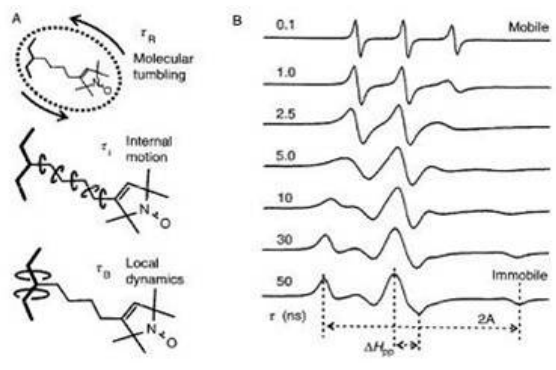 A
τR
Molecular
tumbling
N
O
τi
Internal
motion
N
O
τB
Local
dynamics
N
O
B
0.1
Mobile
1.0
2.5
5.0
10
30
50
Immobile
τ (ns)
2A
ΔHpp